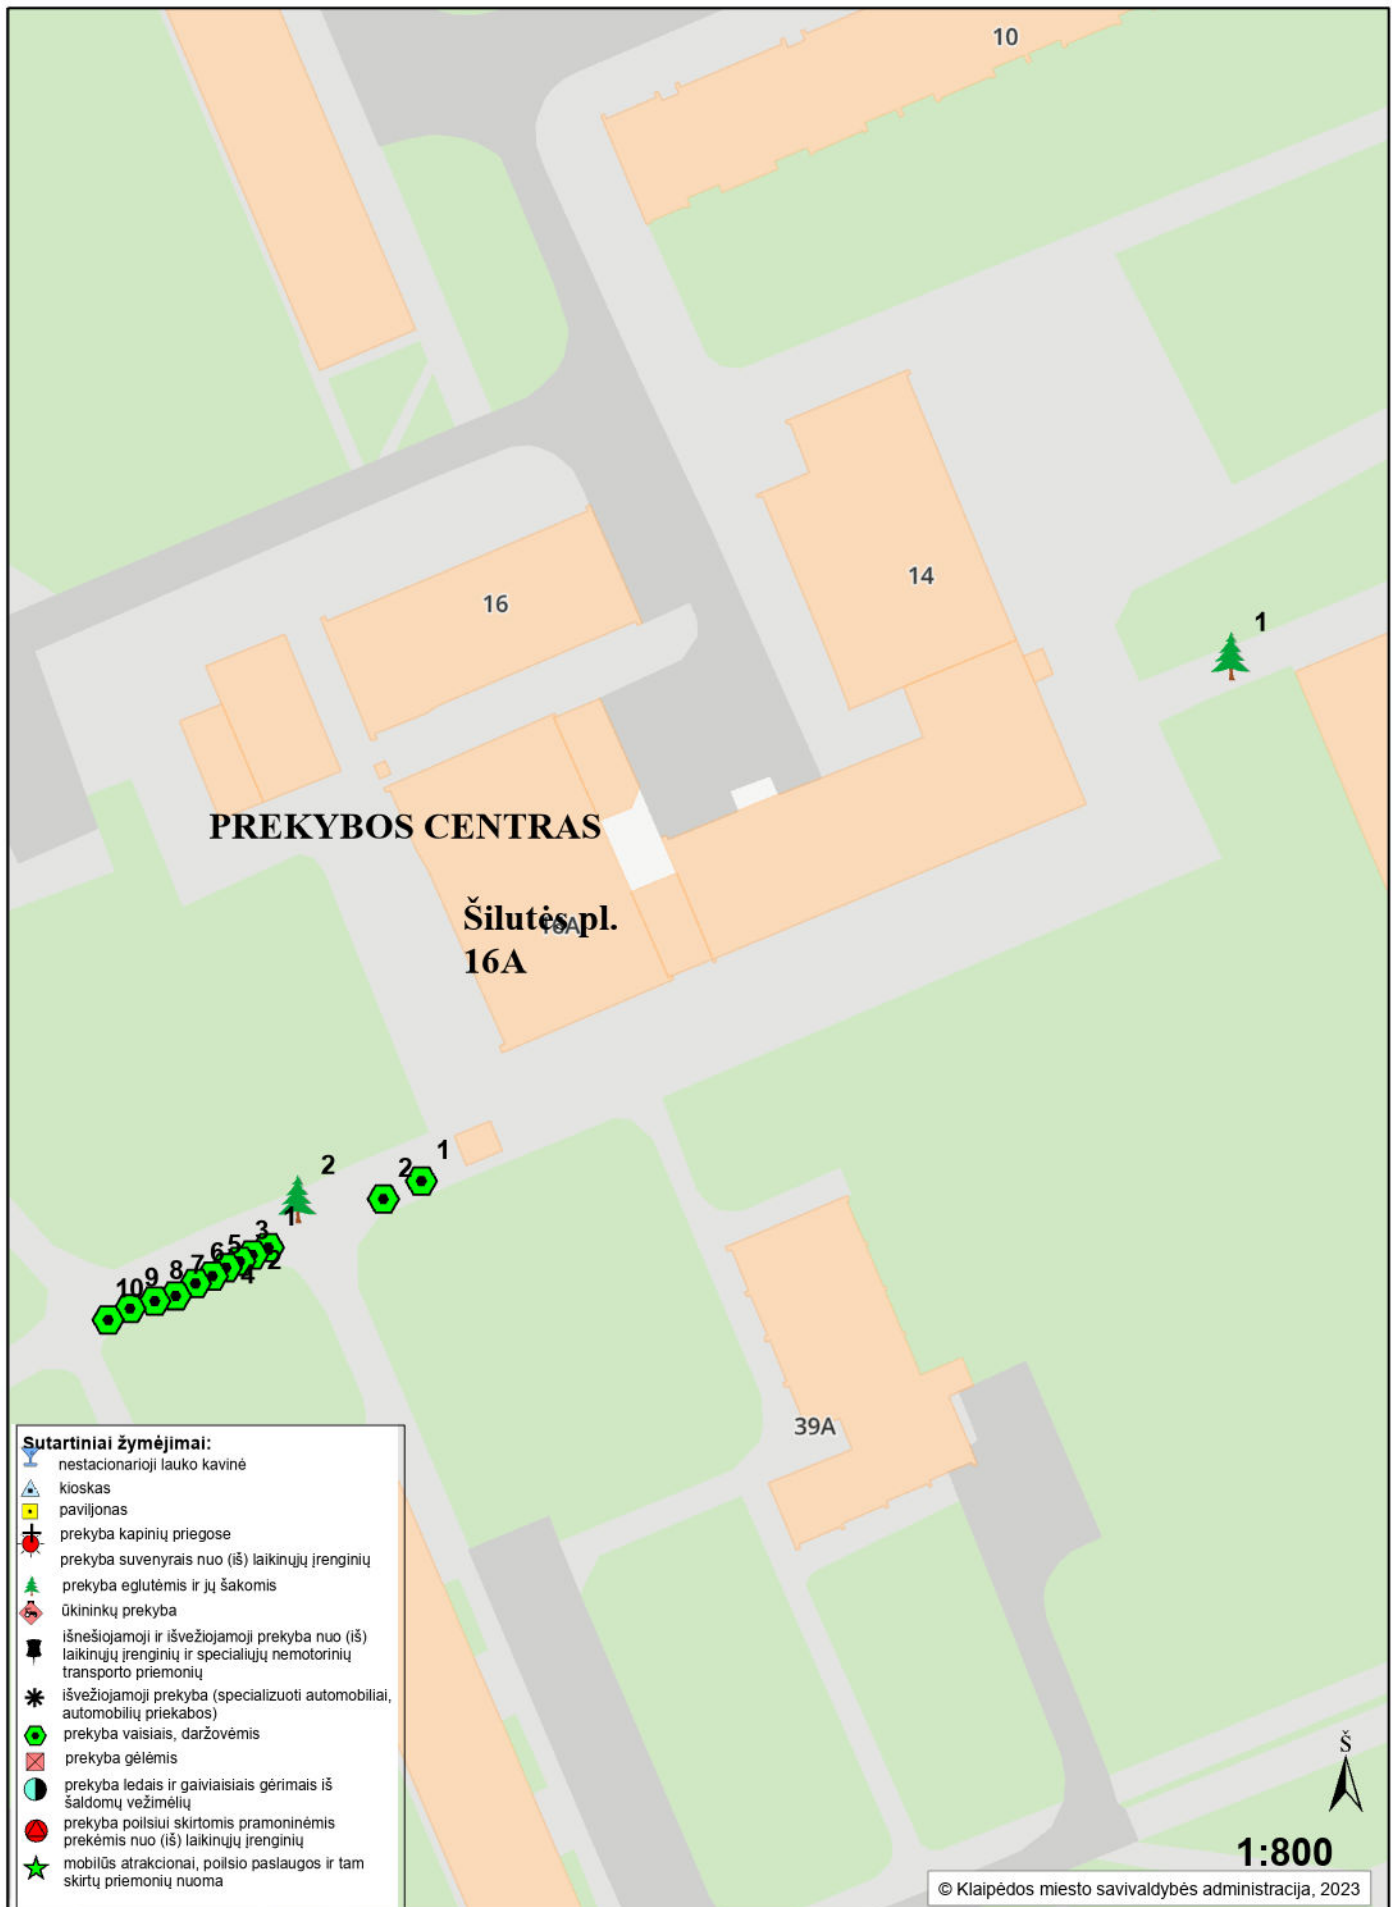 10
14
16
1
PREKYBOS CENTRAS
Šilutės pl.
16A
16A
1
2
2
1
3
2
5
4
6
7
8
9
10
39A
Sutartiniai žymėjimai:
nestacionarioji lauko kavinė
kioskas
paviljonas
prekyba kapinių priegose
prekyba suvenyrais nuo (iš) laikinųjų įrenginių
prekyba eglutėmis ir jų šakomis
ūkininkų prekyba
išnešiojamoji ir išvežiojamoji prekyba nuo (iš)
laikinųjų įrenginių ir specialiųjų nemotorinių
transporto priemonių
išvežiojamoji prekyba (specializuoti automobiliai,
automobilių priekabos)
prekyba vaisiais, daržovėmis
prekyba gėlėmis
prekyba ledais ir gaiviaisiais gėrimais iš
šaldomų vežimėlių
prekyba poilsiui skirtomis pramoninėmis
prekėmis nuo (iš) laikinųjų įrenginių
mobilūs atrakcionai, poilsio paslaugos ir tam
skirtų priemonių nuoma
Š
1:800
© Klaipėdos miesto savivaldybės administracija, 2023